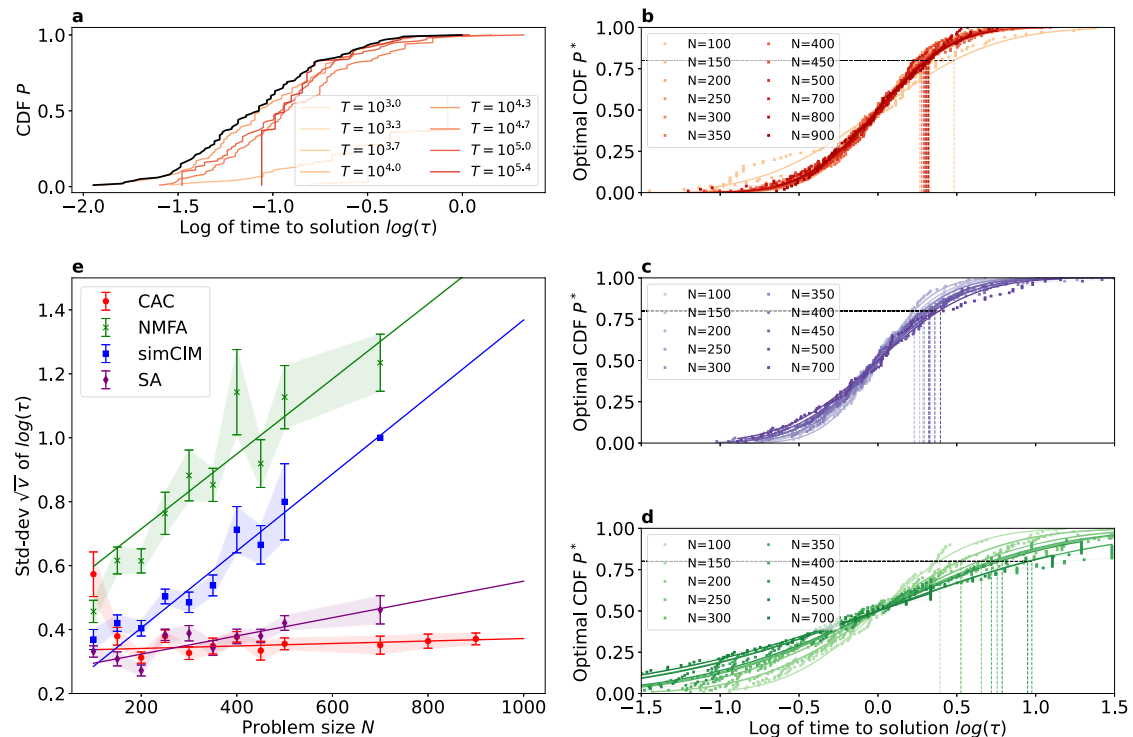 a
CDF P
1.0
0.5
0.0
T = 10^3.0
T = 10^3.3
T = 10^3.7
T = 10^4.0
T = 10^4.3
T = 10^4.7
T = 10^5.0
T = 10^5.4
−2.0 −1.5 −1.0 −0.5 0.0
Log of time to solution log(τ)
b
Optimal CDF P*
1.00
0.75
0.50
0.25
0.00
N=100
N=150
N=200
N=250
N=300
N=350
N=400
N=450
N=500
N=700
N=800
N=900
c
Optimal CDF P*
1.00
0.75
0.50
0.25
0.00
N=100
N=150
N=200
N=250
N=300
N=350
N=400
N=450
N=500
N=700
d
Optimal CDF P*
1.00
0.75
0.50
0.25
0.00
N=100
N=150
N=200
N=250
N=300
N=350
N=400
N=450
N=500
N=700
−1.5 −1.0 −0.5 0.0 0.5 1.0 1.5
Log of time to solution log(τ)
e
Std-dev √V of log(τ)
1.4
1.2
1.0
0.8
0.6
0.4
0.2
CAC
NMFA
simCIM
SA
200 400 600 800 1000
Problem size N